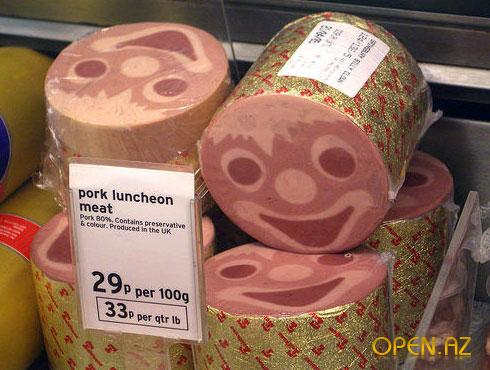 pork luncheon
meat
Pork 80%. Contains preservative
& colour. Produced in the UK
29p per 100g
33p per qtr lb
OPEN.AZ